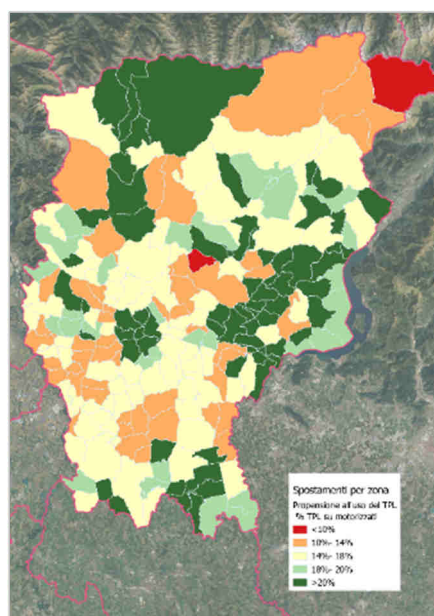 Spostamenti per zona
Propensione all'uso del TPL
% TPL su motorizzati
<10%
10%- 14%
14%- 18%
18%- 20%
>20%